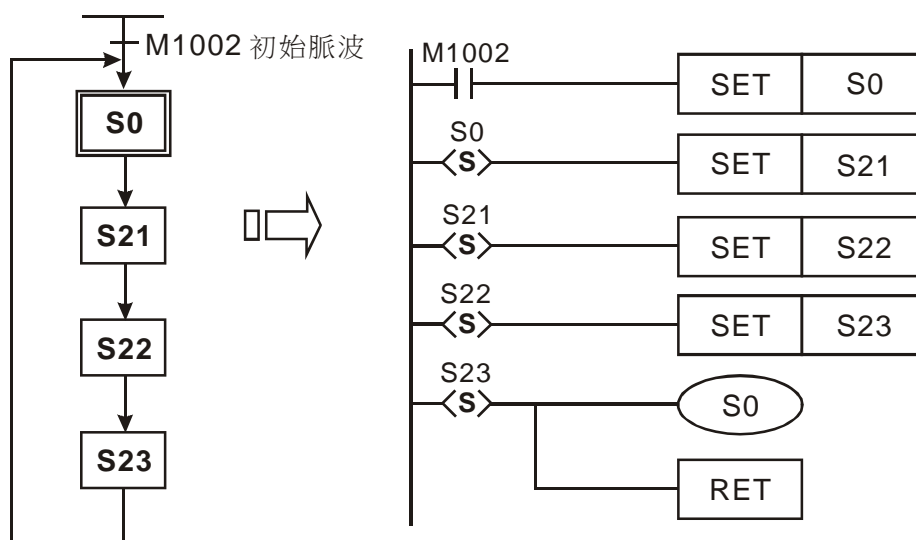 M1002 初始脈波
S0
S21
S22
S23
M1002
SET S0
S0
S SET S21
S21
S SET S22
S22
S SET S23
S23
S S0
RET